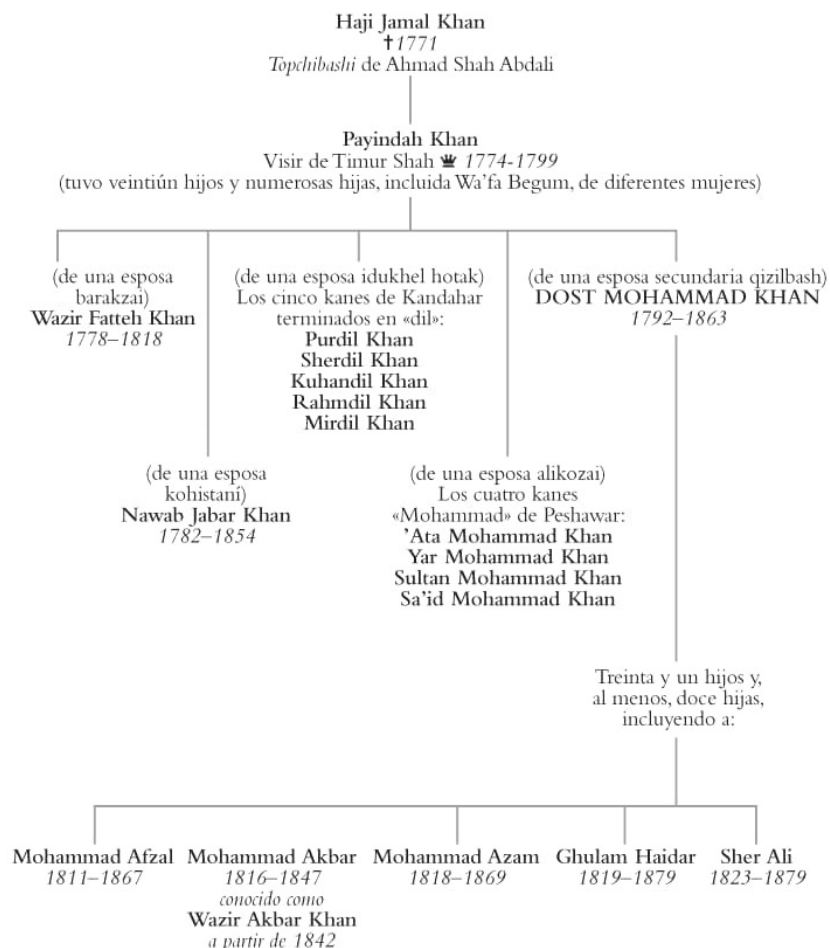 Haji Jamal Khan
✝1771
Topchibashi de Ahmad Shah Abdali
Payindah Khan
Visir de Timur Shah ♛ 1774-1799
(tuvo veintiún hijos y numerosas hijas, incluida Wa’fa Begum, de diferentes mujeres)
(de una esposa
barakzai)
Wazir Fatteh Khan
1778–1818
(de una esposa idukhel hotak)
Los cinco kanes de Kandahar
terminados en «dil»:
Purdil Khan
Sherdil Khan
Kuhandil Khan
Rahmdil Khan
Mirdil Khan
(de una esposa secundaria qizilbash)
DOST MOHAMMAD KHAN
1792–1863
(de una esposa
kohistaní)
Nawab Jabar Khan
1782–1854
(de una esposa alikozai)
Los cuatro kanes
«Mohammad» de Peshawar:
’Ata Mohammad Khan
Yar Mohammad Khan
Sultan Mohammad Khan
Sa’id Mohammad Khan
Treinta y un hijos y,
al menos, doce hijas,
incluyendo a:
Mohammad Afzal
1811–1867
Mohammad Akbar
1816–1847
conocido como
Wazir Akbar Khan
a partir de 1842
Mohammad Azam
1818–1869
Ghulam Haidar
1819–1879
Sher Ali
1823–1879